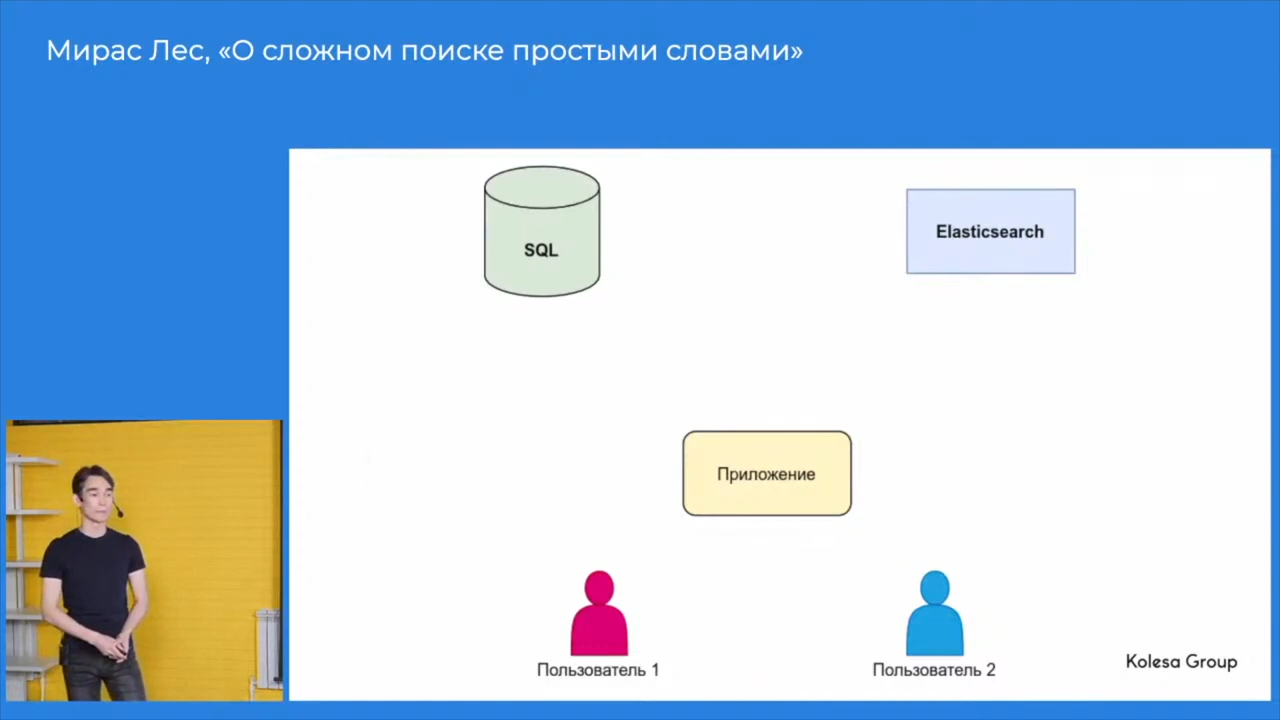 Мирас Лес, «О сложном поиске простыми словами»
SQL
Elasticsearch
Приложение
Пользователь 1
Пользователь 2
Kolesa Group